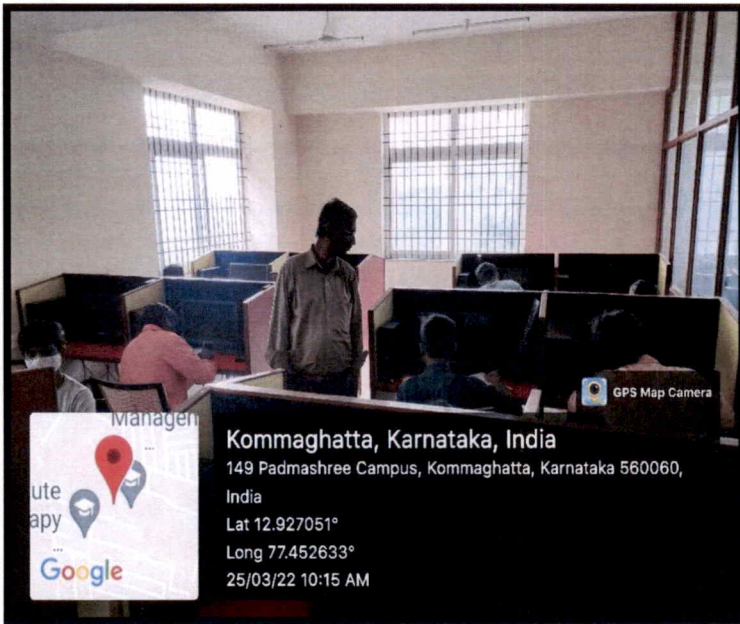 GPS Map Camera
Managen
...
ute
apy
...
Google
Kommaghatta, Karnataka, India
149 Padmashree Campus, Kommaghatta, Karnataka 560060,
India
Lat 12.927051°
Long 77.452633°
25/03/22 10:15 AM